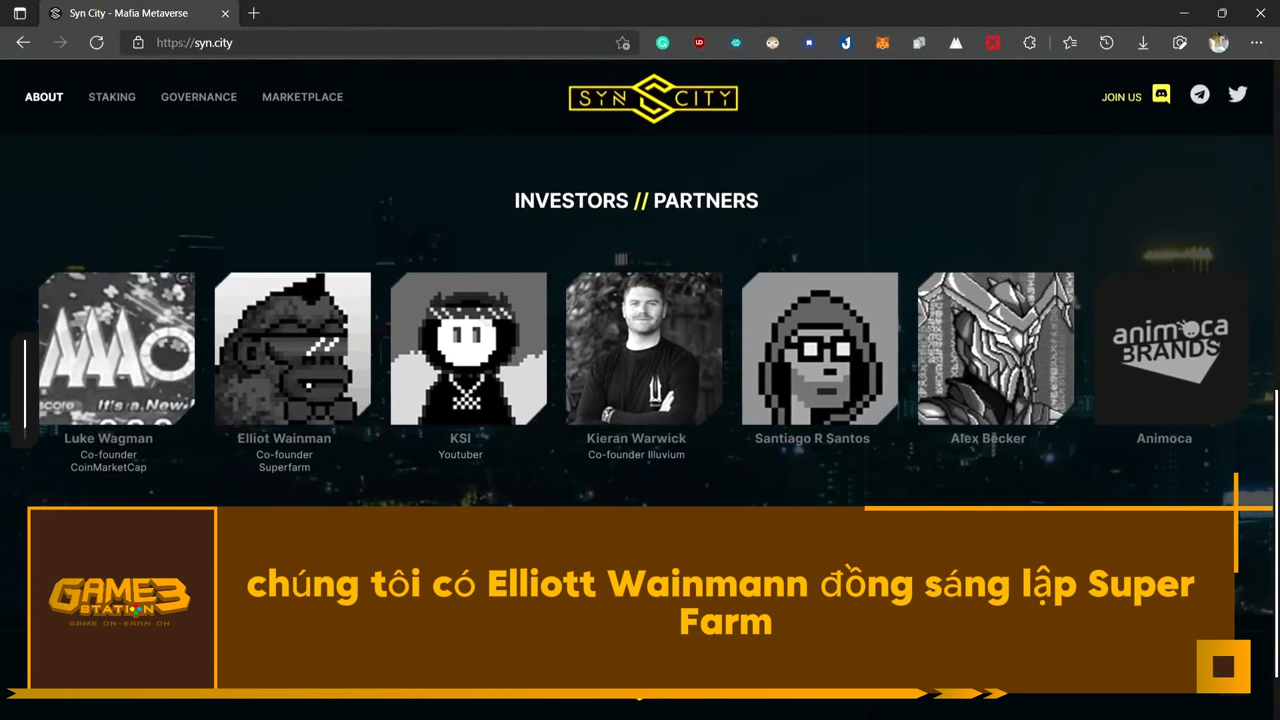 Syn City - Mafia Metaverse
https://syn.city
ABOUT STAKING GOVERNANCE MARKETPLACE
SYN CITY
JOIN US
INVESTORS // PARTNERS
It's a New
animoca
BRANDS
Luke Wagman
Co-founder
CoinMarketCap
Elliot Wainman
Co-founder
Superfarm
KSI
Youtuber
Kieran Warwick
Co-founder Illuvium
Santiago R Santos
Alex Becker
Animoca
GAME3
STATION
GAME ON-EARN ON
chúng tôi có Elliott Wainmann đồng sáng lập Super
Farm